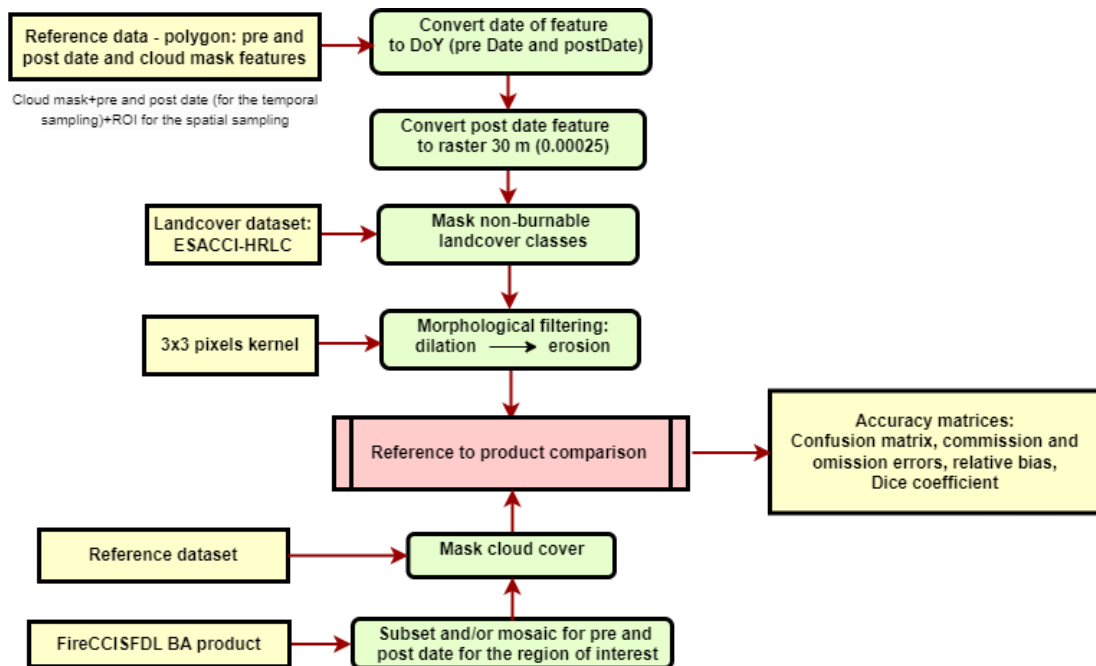 Reference data - polygon: pre and
post date and cloud mask features
Convert date of feature
to DoY (pre Date and postDate)
Cloud mask+pre and post date (for the temporal
sampling)+ROI for the spatial sampling
Convert post date feature
to raster 30 m (0.00025)
Landcover dataset:
ESACCI-HRLC
Mask non-burnable
landcover classes
3x3 pixels kernel
Morphological filtering:
dilation erosion
Reference to product comparison
Accuracy matrices:
Confusion matrix, commission and
omission errors, relative bias,
Dice coefficient
Reference dataset
Mask cloud cover
FireCCISFDL BA product
Subset and/or mosaic for pre and
post date for the region of interest